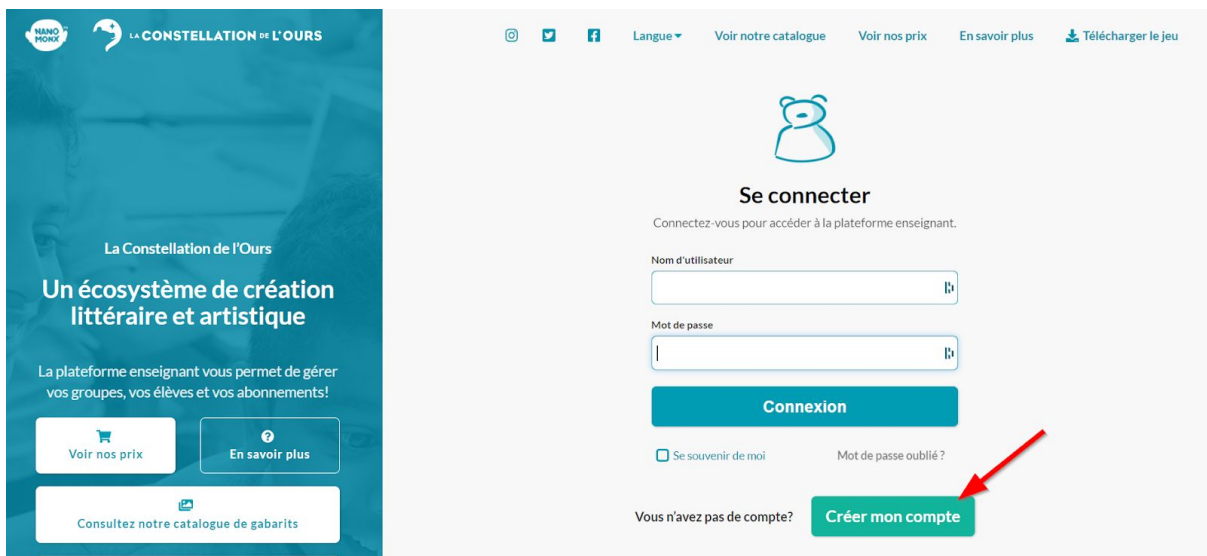 NANO
MONX
LA CONSTELLATION DE L'OURS
Langue
Voir notre catalogue
Voir nos prix
En savoir plus
Télécharger le jeu
La Constellation de l'Ours
Un écosystème de création
littéraire et artistique
La plateforme enseignant vous permet de gérer
vos groupes, vos élèves et vos abonnements!
Voir nos prix
En savoir plus
Consultez notre catalogue de gabarits
Se connecter
Connectez-vous pour accéder à la plateforme enseignant.
Nom d'utilisateur
Mot de passe
Connexion
Se souvenir de moi
Mot de passe oublié ?
Vous n'avez pas de compte?
Créer mon compte